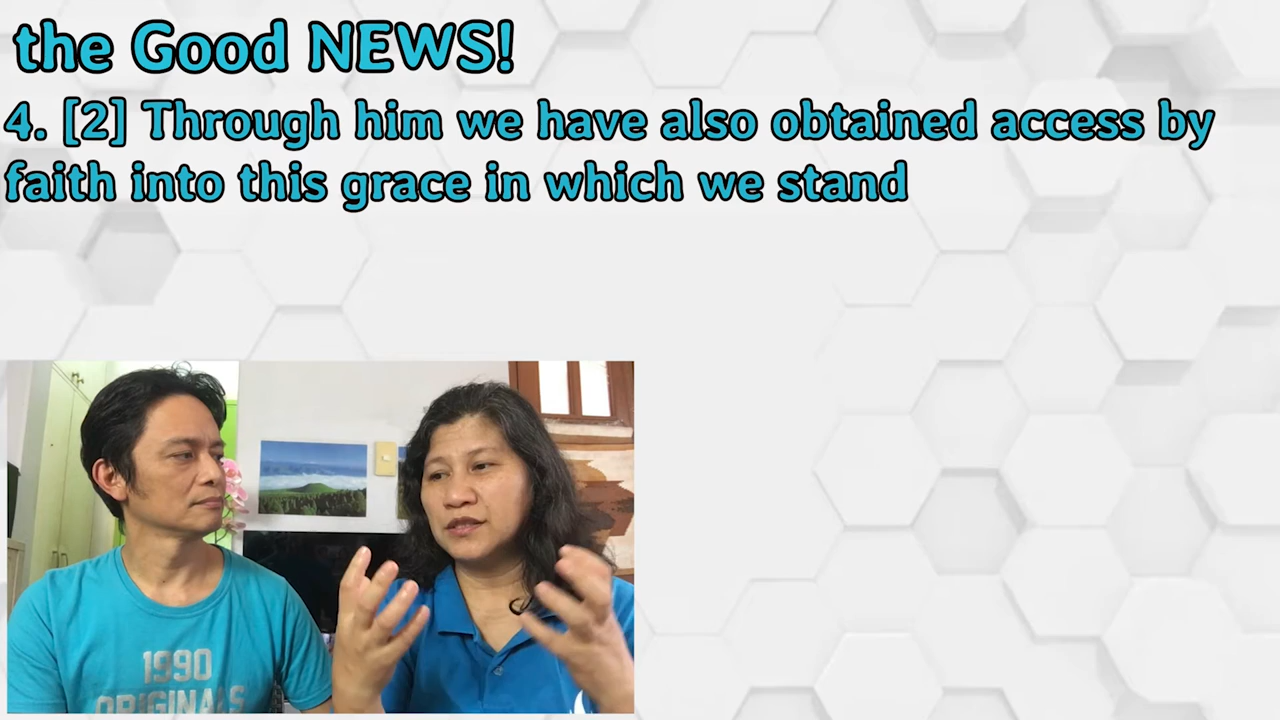 the Good NEWS!
4. [2] Through him we have also obtained access by
faith into this grace in which we stand
1990
ORIGINALS